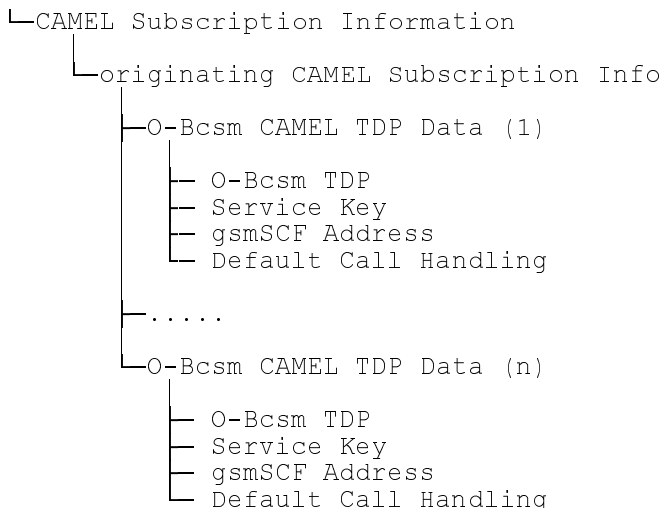 CAMEL Subscription Information
originating CAMEL Subscription Info
O-Bcsm CAMEL TDP Data (1)
O-Bcsm TDP
Service Key
gsmSCF Address
Default Call Handling
.....
O-Bcsm CAMEL TDP Data (n)
O-Bcsm TDP
Service Key
gsmSCF Address
Default Call Handling